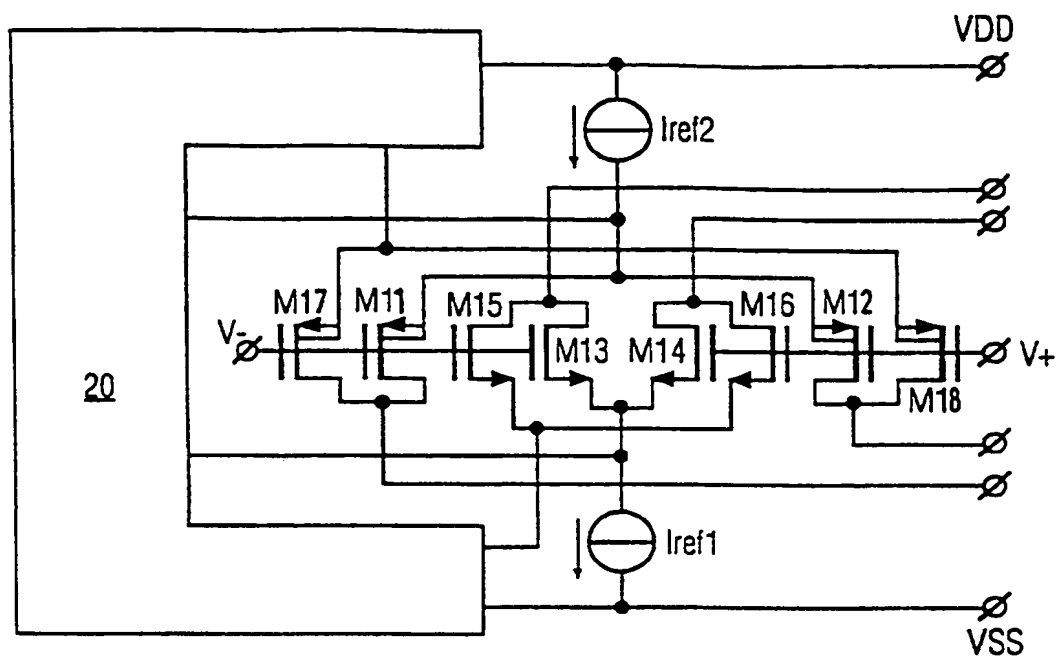 VDD
Iref2
M17
M11
M15
M16
M12
V-
M13
M14
V+
20
M18
Iref1
VSS